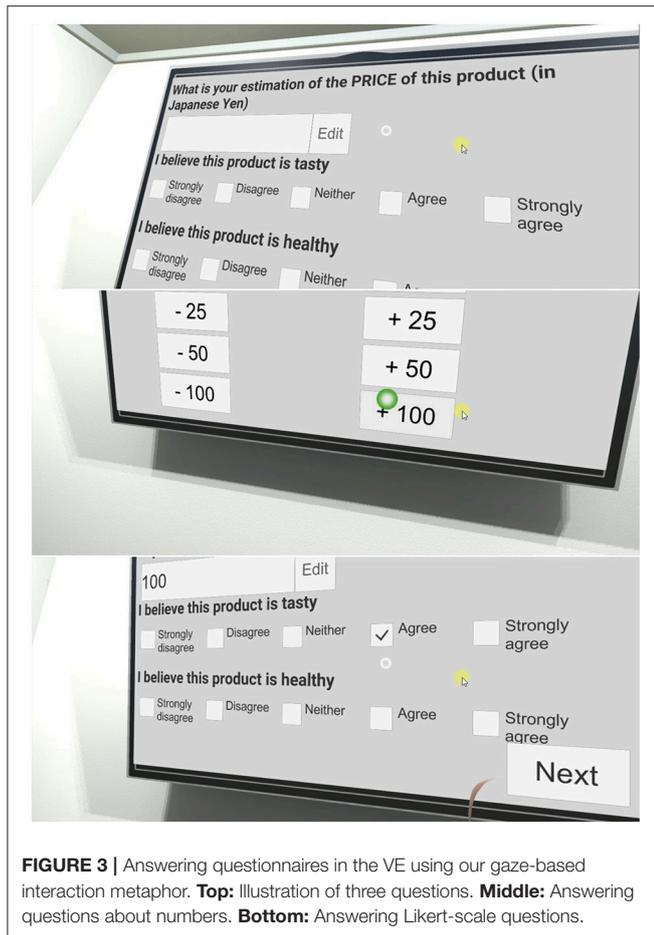 What is your estimation of the PRICE of this product (in
Japanese Yen)
Edit
I believe this product is tasty
Strongly
disagree
Disagree
Neither
Agree
Strongly
agree
I believe this product is healthy
Strongly
disagree
Disagree
Neither
- 25
+ 25
- 50
+ 50
- 100
+ 100
100
Edit
I believe this product is tasty
Strongly
disagree
Disagree
Neither
Agree
Strongly
agree
I believe this product is healthy
Strongly
disagree
Disagree
Neither
Agree
Strongly
agree
Next
FIGURE 3 | Answering questionnaires in the VE using our gaze-based
interaction metaphor. Top: Illustration of three questions. Middle: Answering
questions about numbers. Bottom: Answering Likert-scale questions.